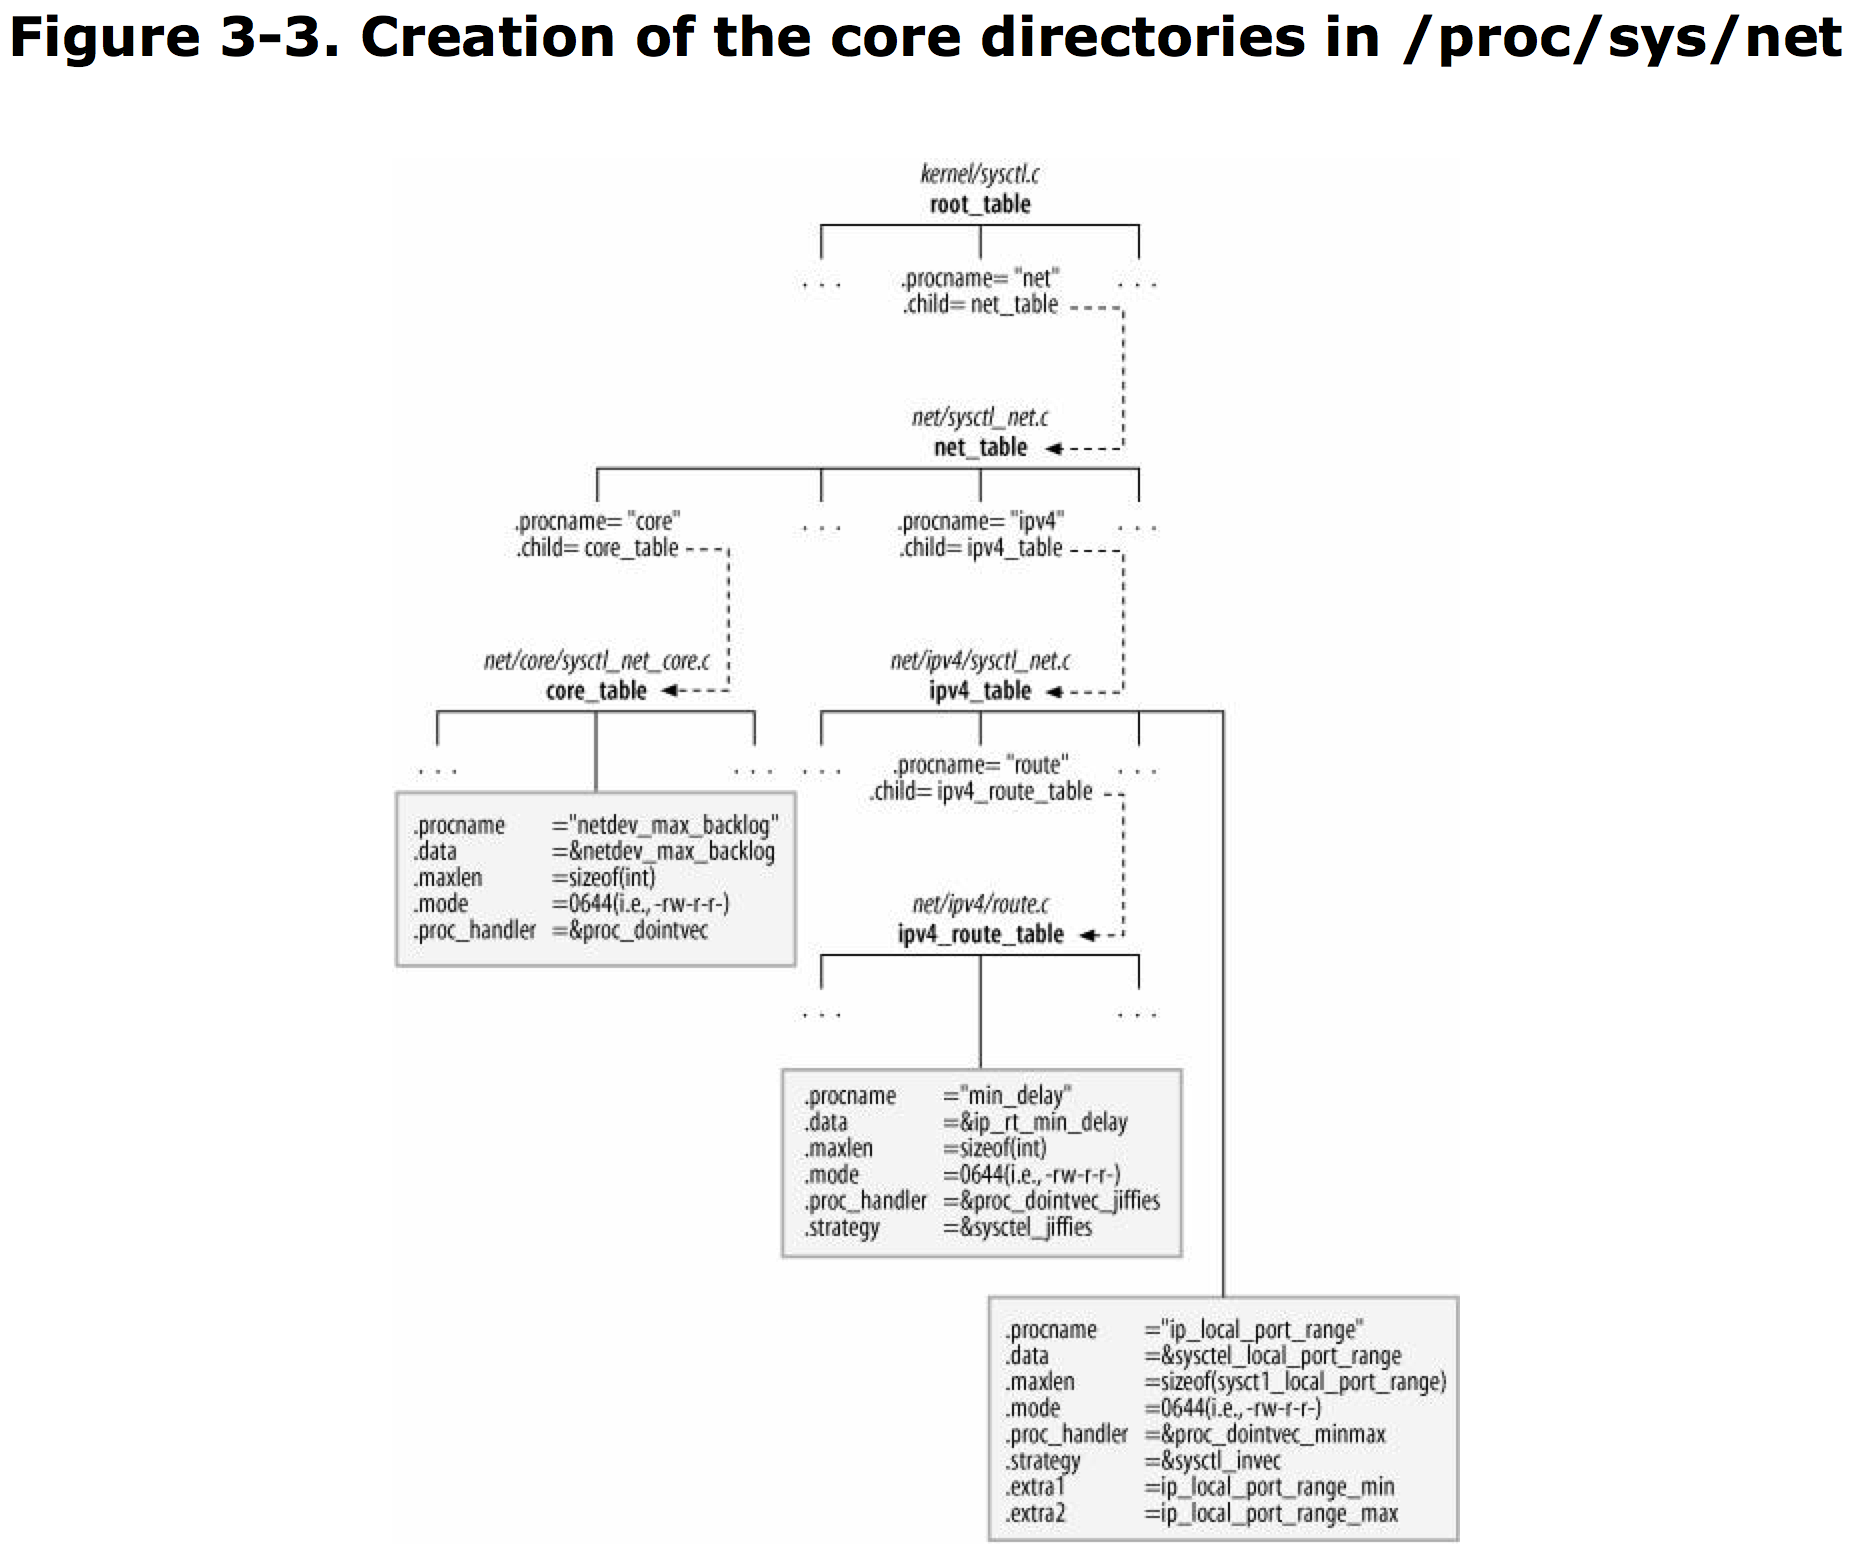 Figure 3-3. Creation of the core directories in /proc/sys/net
kernel/sysctl.c
root_table
. . .
.procname= "net"
.child= net_table
. . .
net/sysctl_net.c
net_table
.procname= "core"
.child= core_table
. . .
.procname= "ipv4"
.child= ipv4_table
. . .
net/core/sysctl_net_core.c
core_table
net/ipv4/sysctl_net.c
ipv4_table
. . .
. . .
. . .
.procname= "route"
.child= ipv4_route_table
. . .
.procname ="netdev_max_backlog"
.data =&netdev_max_backlog
.maxlen =sizeof(int)
.mode =0644(i.e., -rw-r-r-)
.proc_handler =&proc_dointvec
net/ipv4/route.c
ipv4_route_table
. . .
. . .
.procname ="min_delay"
.data =&ip_rt_min_delay
.maxlen =sizeof(int)
.mode =0644(i.e., -rw-r-r-)
.proc_handler =&proc_dointvec_jiffies
.strategy =&sysctel_jiffies
.procname ="ip_local_port_range"
.data =&sysctel_local_port_range
.maxlen =sizeof(sysct1_local_port_range)
.mode =0644(i.e., -rw-r-r-)
.proc_handler =&proc_dointvec_minmax
.strategy =&sysctl_invec
.extra1 =ip_local_port_range_min
.extra2 =ip_local_port_range_max